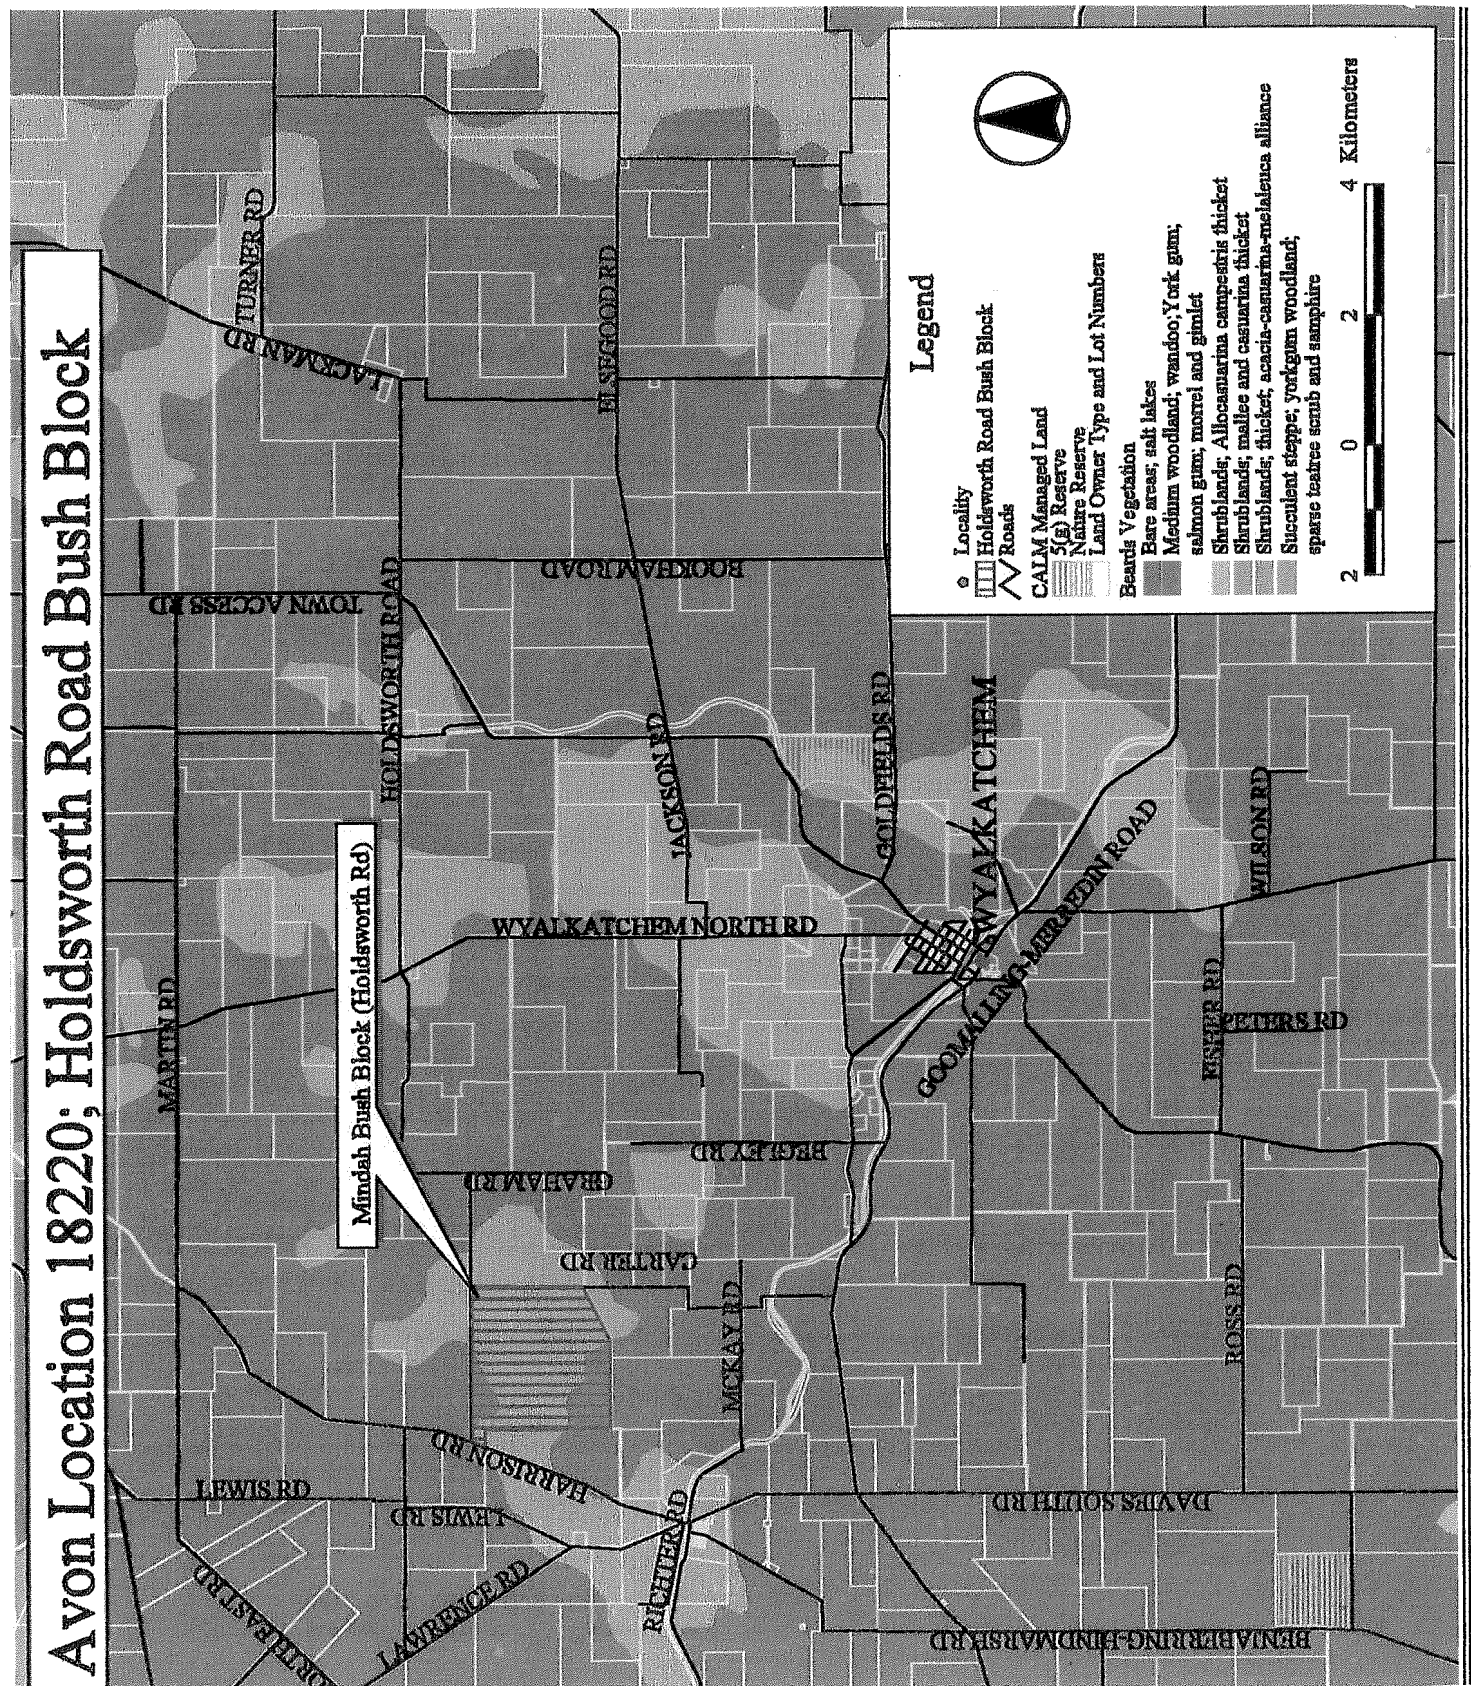 Avon Location 18220; Holdsworth Road Bush Block
Mindah Bush Block (Holdsworth Rd)
TURNER RD
LACKMAN RD
ELSEGOOD RD
TOWN ACCESS RD
HOLDSWORTH ROAD
BOOKHAM ROAD
JACKSON RD
GOLDFIELDS RD
WYALKATCHEM
WYALKATCHEM NORTH RD
GOOMALLING-MERREDIN ROAD
WILSON RD
FISHER RD
PETERS RD
MARTIN RD
BEGLEY RD
GRAHAM RD
CARTER RD
MCKAY RD
ROSS RD
HARRISON RD
LEWIS RD
LEWIS RD
LAWRENCE RD
NORTH EAST RD
RICHTER RD
DAVIES SOUTH RD
BENJABERRING-HINDMARSH RD
Legend
Locality
Holdsworth Road Bush Block
Roads
CALM Managed Land
5(g) Reserve
Nature Reserve
Land Owner Type and Lot Numbers
Beards Vegetation
Bare areas; salt lakes
Medium woodland; wandoo; York gum;
salmon gum; morrel and gimlet
Shrublands; Allocasuarina campestris thicket
Shrublands; mallee and casuarina thicket
Shrublands; thicket; acacia-casuarina-melaleuca alliance
Succulent steppe; yorkgum woodland;
sparse teatree scrub and samphire
2 0 2 4 Kilometers